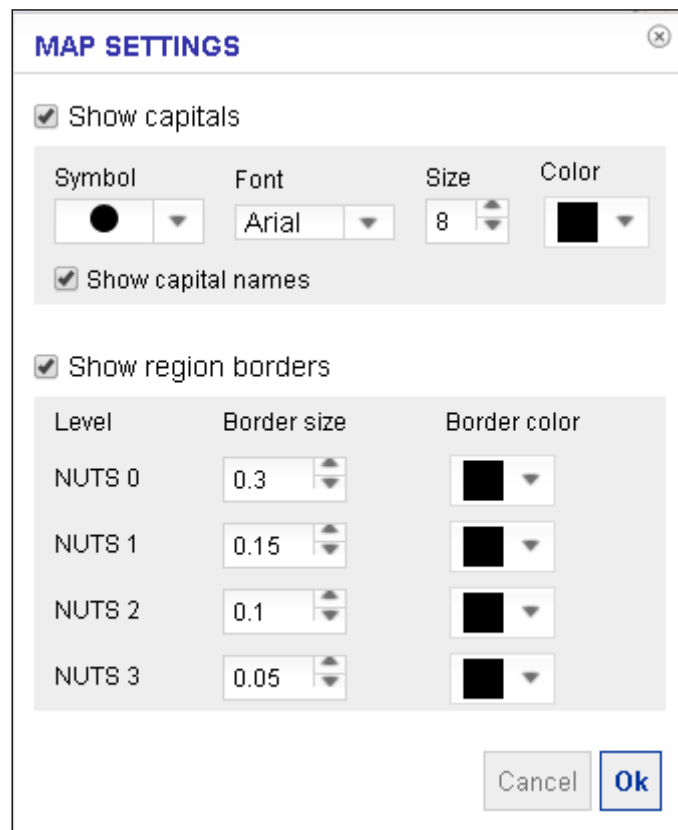 MAP SETTINGS
Show capitals
Symbol Font Size Color
Arial 8
Show capital names
Show region borders
Level Border size Border color
NUTS 0 0.3
NUTS 1 0.15
NUTS 2 0.1
NUTS 3 0.05
Cancel Ok